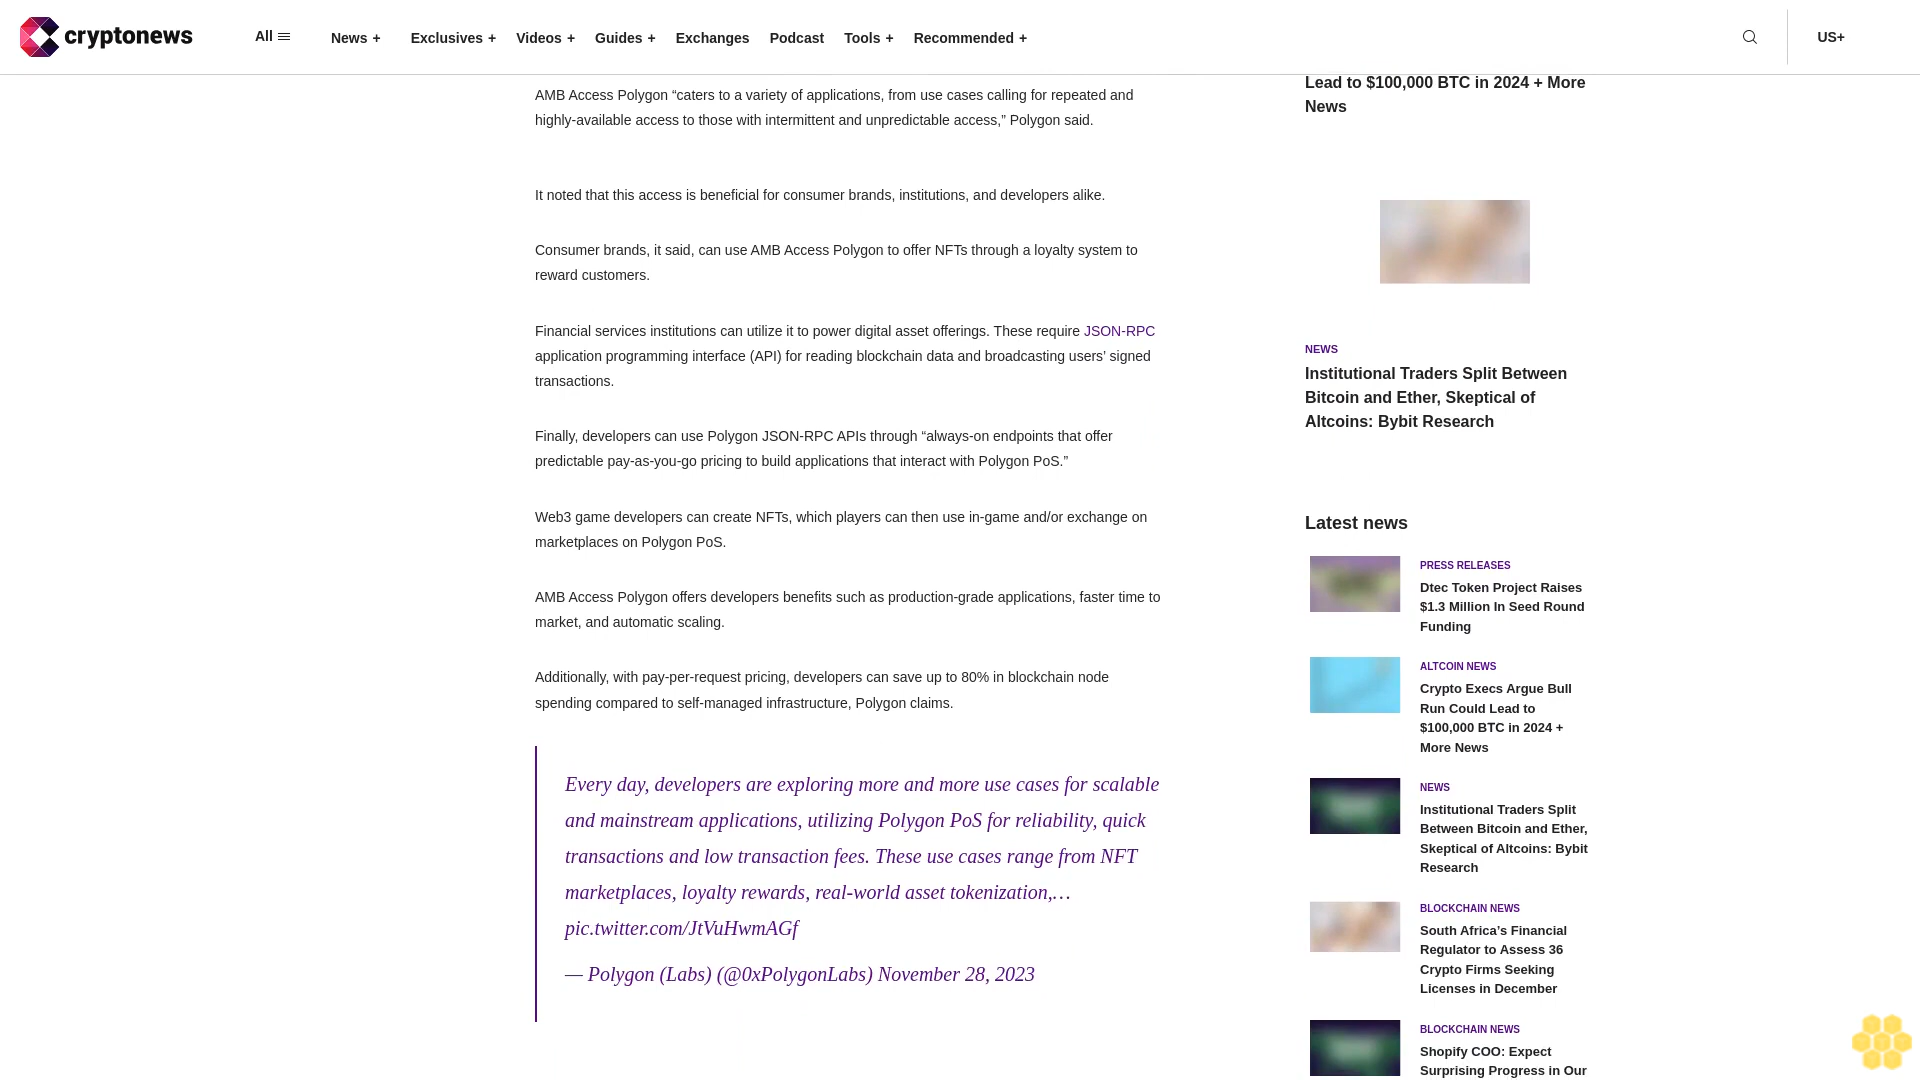 cryptonews
All
News +
Exclusives +
Videos +
Guides +
Exchanges
Podcast
Tools +
Recommended +
US+
AMB Access Polygon “caters to a variety of applications, from use cases calling for repeated and
highly-available access to those with intermittent and unpredictable access,” Polygon said.
It noted that this access is beneficial for consumer brands, institutions, and developers alike.
Consumer brands, it said, can use AMB Access Polygon to offer NFTs through a loyalty system to
reward customers.
Financial services institutions can utilize it to power digital asset offerings. These require JSON-RPC
application programming interface (API) for reading blockchain data and broadcasting users’ signed
transactions.
Finally, developers can use Polygon JSON-RPC APIs through “always-on endpoints that offer
predictable pay-as-you-go pricing to build applications that interact with Polygon PoS.”
Web3 game developers can create NFTs, which players can then use in-game and/or exchange on
marketplaces on Polygon PoS.
AMB Access Polygon offers developers benefits such as production-grade applications, faster time to
market, and automatic scaling.
Additionally, with pay-per-request pricing, developers can save up to 80% in blockchain node
spending compared to self-managed infrastructure, Polygon claims.
Every day, developers are exploring more and more use cases for scalable
and mainstream applications, utilizing Polygon PoS for reliability, quick
transactions and low transaction fees. These use cases range from NFT
marketplaces, loyalty rewards, real-world asset tokenization,…
pic.twitter.com/JtVuHwmAGf
— Polygon (Labs) (@0xPolygonLabs) November 28, 2023
Lead to $100,000 BTC in 2024 + More
News
NEWS
Institutional Traders Split Between
Bitcoin and Ether, Skeptical of
Altcoins: Bybit Research
Latest news
PRESS RELEASES
Dtec Token Project Raises
$1.3 Million In Seed Round
Funding
ALTCOIN NEWS
Crypto Execs Argue Bull
Run Could Lead to
$100,000 BTC in 2024 +
More News
NEWS
Institutional Traders Split
Between Bitcoin and Ether,
Skeptical of Altcoins: Bybit
Research
BLOCKCHAIN NEWS
South Africa’s Financial
Regulator to Assess 36
Crypto Firms Seeking
Licenses in December
BLOCKCHAIN NEWS
Shopify COO: Expect
Surprising Progress in Our